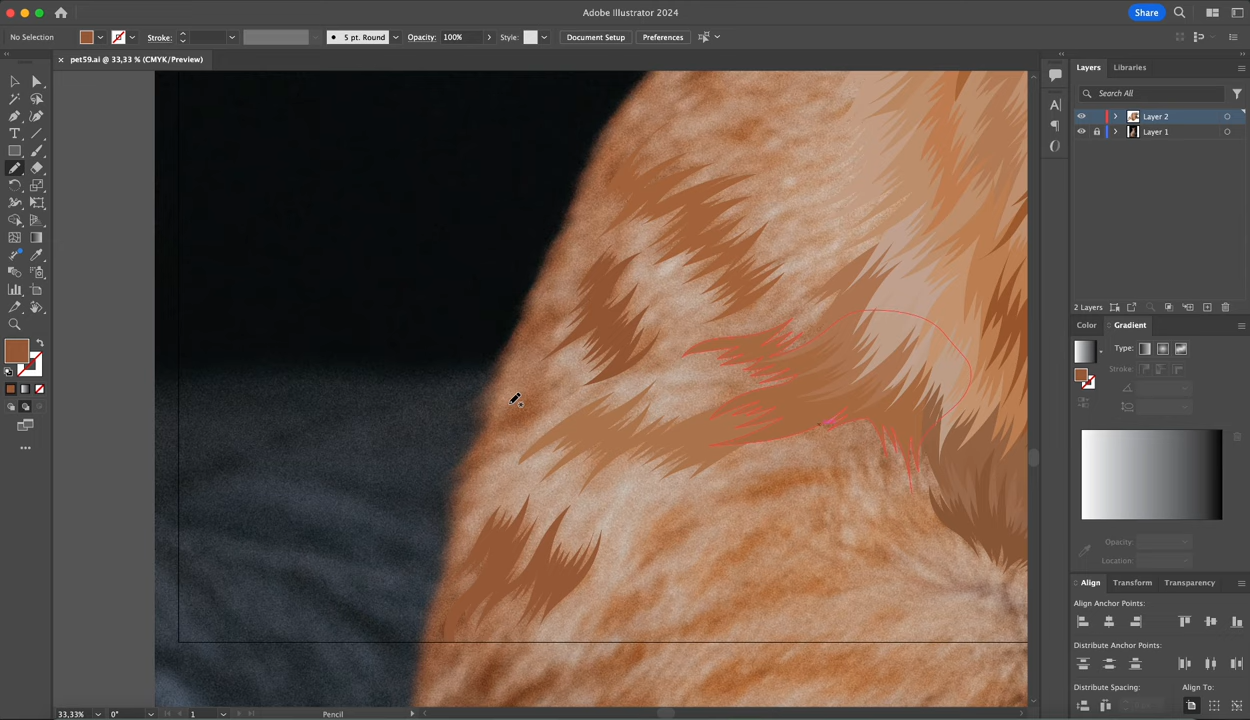 Adobe Illustrator 2024
Share
No Selection
Stroke:
5 pt. Round
Opacity:
100%
Style:
Document Setup
Preferences
pet59.ai @ 33,33 % (CMYK/Preview)
Layers
Libraries
Search All
Layer 2
Layer 1
2 Layers
Color
Gradient
Type:
Stroke:
Opacity:
Location:
Align
Transform
Transparency
Align Anchor Points:
Distribute Anchor Points:
Distribute Spacing:
Align To:
33,33%
0°
1
Pencil